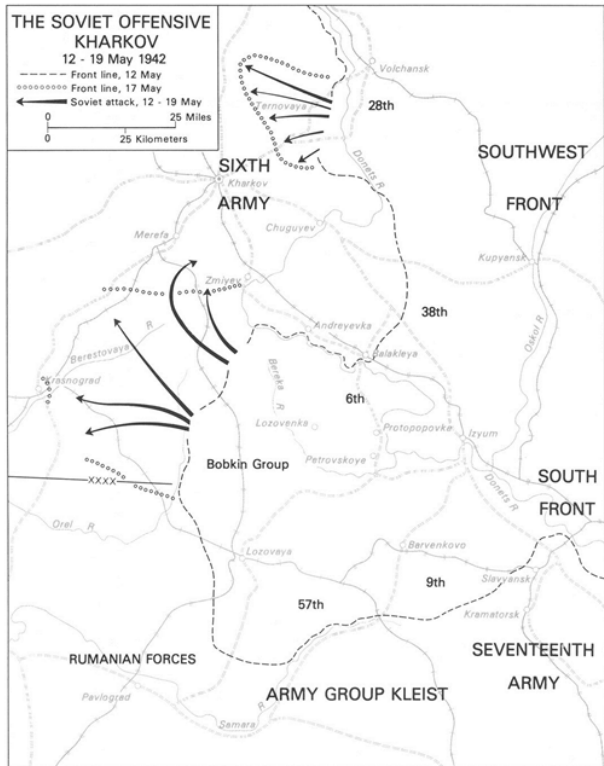 THE SOVIET OFFENSIVE
KHARKOV
12 - 19 May 1942
Front line, 12 May
Front line, 17 May
Soviet attack, 12 - 19 May
0 25 Miles
0 25 Kilometers
Volchansk
Ternovaya
28th
Donets R
SOUTHWEST
FRONT
SIXTH
ARMY
Kharkov
Chuguyev
Merefa
Kupyansk
Zmiyev
38th
Oskol R
Andreyevka
Balakleya
Berestovaya R
Bereka R
Krasnograd
6th
Lozovenka
Protopopovka
Izyum
Bobkin Group
Petrovskoye
XXXX
SOUTH
FRONT
Donets R
Orel R
Barvenkovo
Lozovaya
Slavyansk
9th
57th
Kramatorsk
RUMANIAN FORCES
SEVENTEENTH
ARMY
Pavlograd
ARMY GROUP KLEIST
Samara R